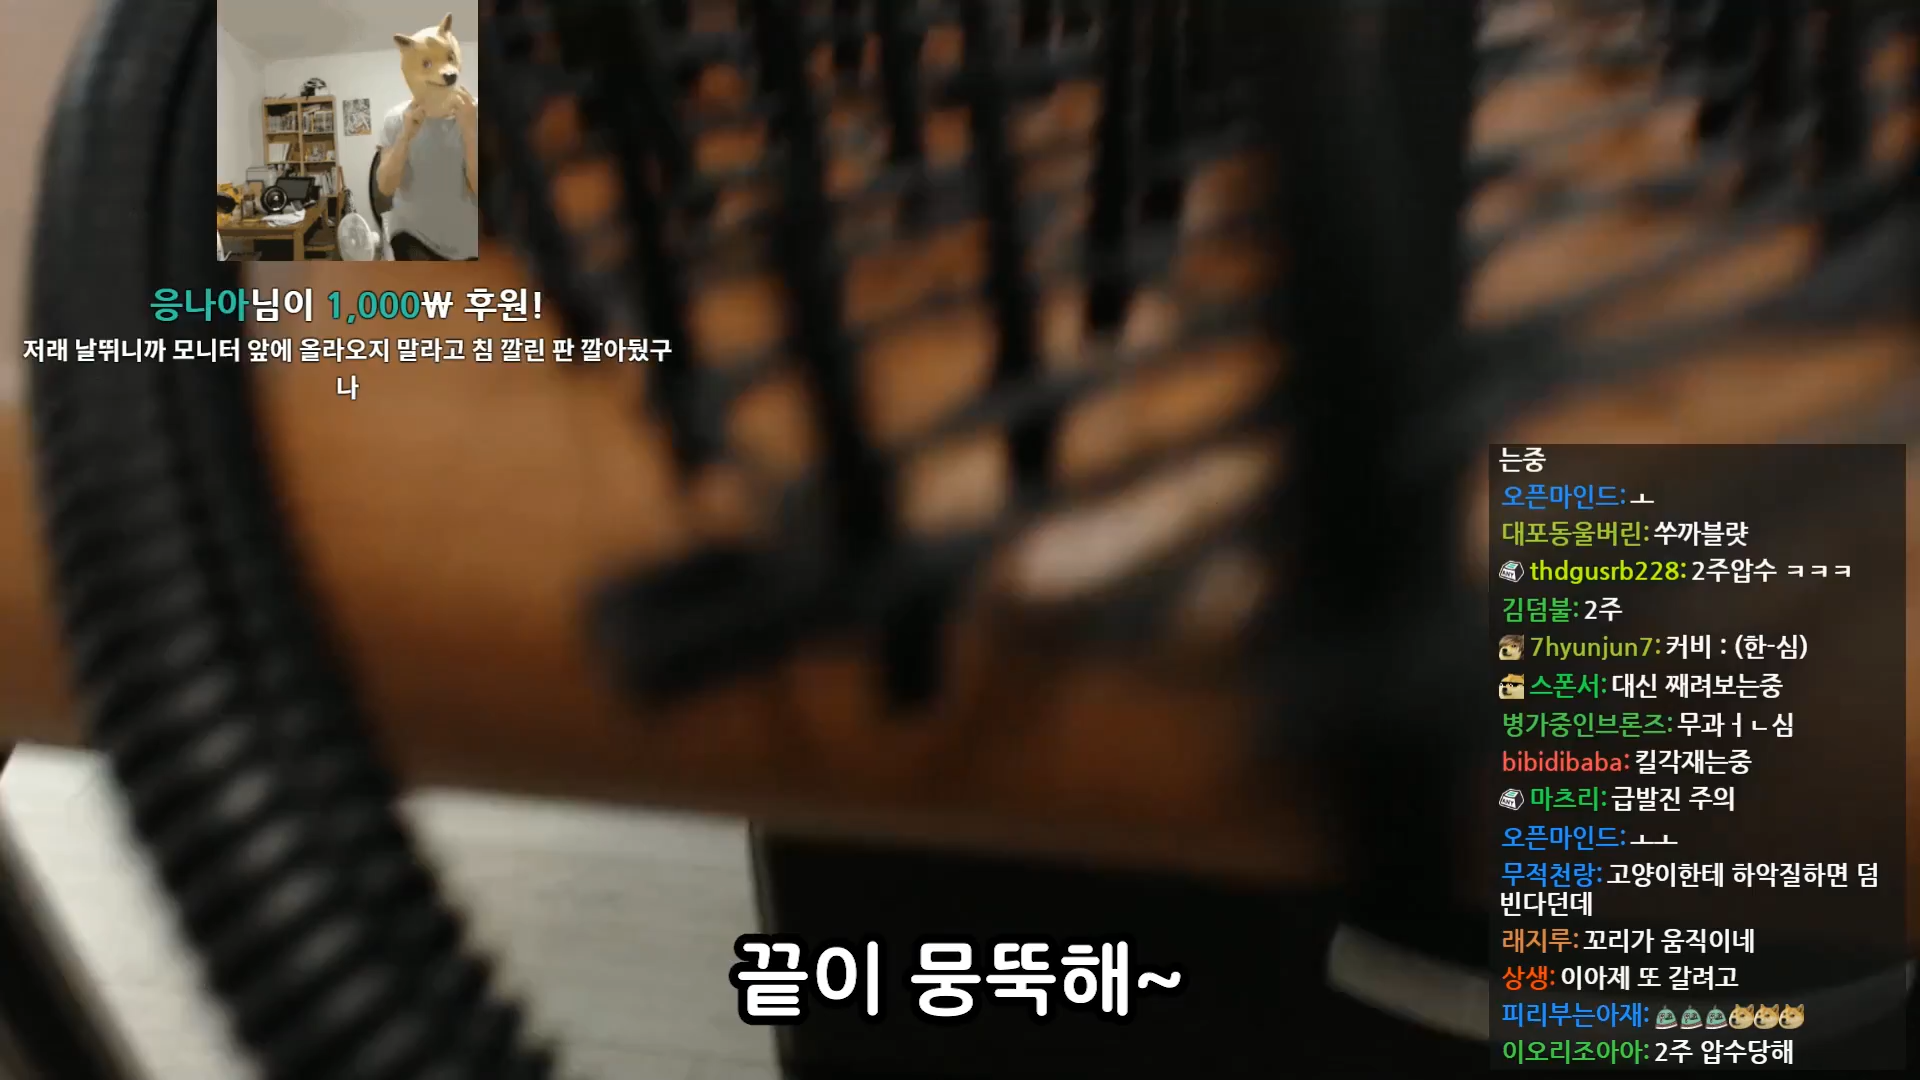 응나아님이 1,000₩ 후원!
저래 날뛰니까 모니터 앞에 올라오지 말라고 침 깔린 판 깔아뒀구
나
는중
오픈마인드: ㅗ
대포동울버린: 쑤까블럇
thdgusrb228: 2주압수 ㅋㅋㅋ
김덤불: 2주
7hyunjun7: 커비 : (한-심)
스폰서: 대신 째려보는중
병가중인브론즈: 무과ㅓㄴ심
bibidibaba: 킬각재는중
마츠리: 급발진 주의
오픈마인드: ㅗㅗ
무적천랑: 고양이한테 하악질하면 덤
빈다던데
래지루: 꼬리가 움직이네
상생: 이아제 또 갈려고
피리부는아재:
이오리조아아: 2주 압수당해
끝이 뭉뚝해~